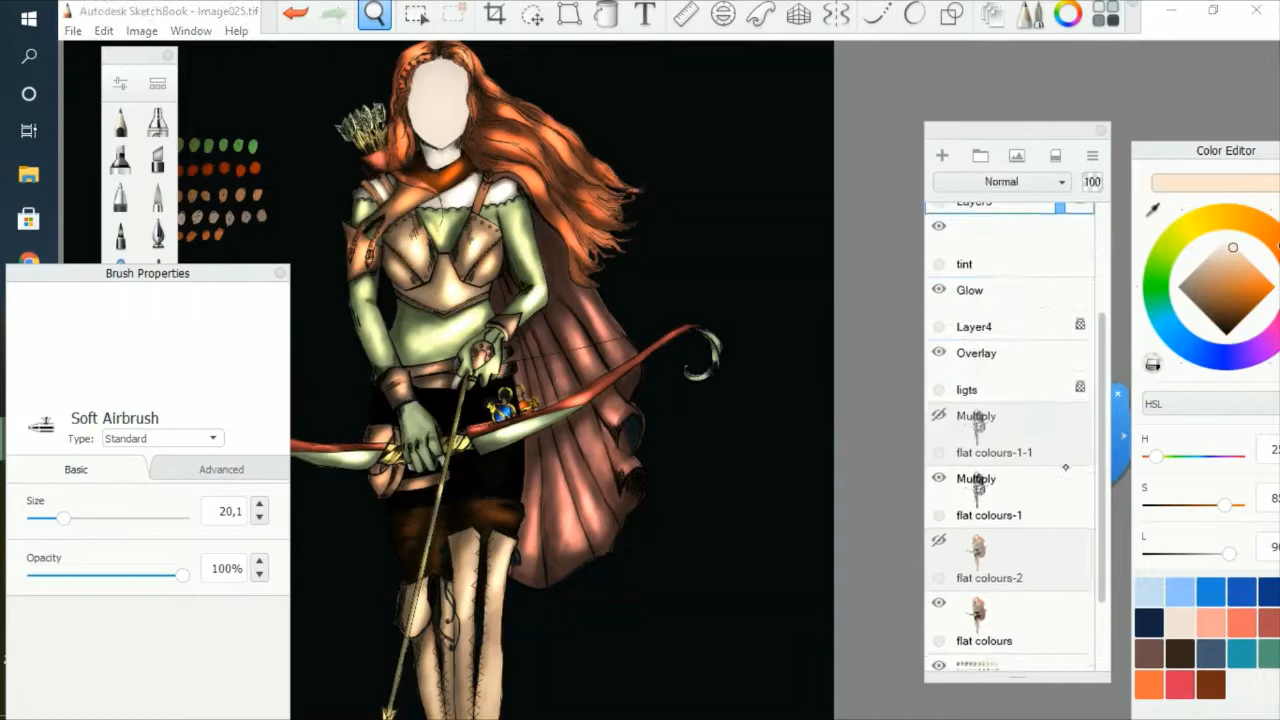 Autodesk SketchBook - Image025.tif
File Edit Image Window Help
Brush Properties
Soft Airbrush
Type: Standard
Basic Advanced
Size
20,1
Opacity
100%
Normal
100
Layer5
tint
Glow
Layer4
Overlay
ligts
Multiply
flat colours-1-1
Multiply
flat colours-1
flat colours-2
flat colours
Color Editor
HSL
H
S
L